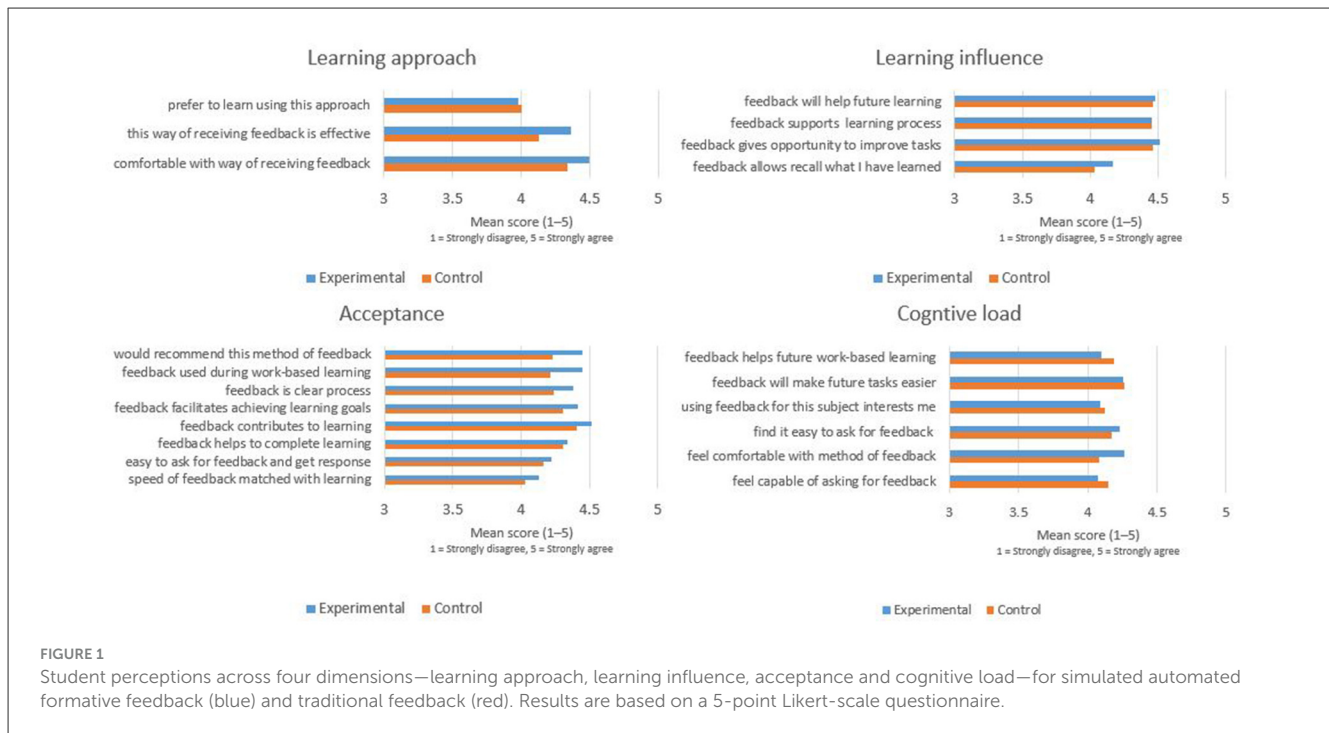 Learning approach
prefer to learn using this approach
this way of receiving feedback is effective
comfortable with way of receiving feedback
3 3.5 4 4.5 5
Mean score (1–5)
1 = Strongly disagree, 5 = Strongly agree
Experimental Control
Learning influence
feedback will help future learning
feedback supports learning process
feedback gives opportunity to improve tasks
feedback allows recall what I have learned
3 3.5 4 4.5 5
Mean score (1–5)
1 = Strongly disagree, 5 = Strongly agree
Experimental Control
Acceptance
would recommend this method of feedback
feedback used during work-based learning
feedback is clear process
feedback facilitates achieving learning goals
feedback contributes to learning
feedback helps to complete learning
easy to ask for feedback and get response
speed of feedback matched with learning
3 3.5 4 4.5 5
Mean score (1–5)
1 = Strongly disagree, 5 = Strongly agree
Experimental Control
Cogntive load
feedback helps future work-based learning
feedback will make future tasks easier
using feedback for this subject interests me
find it easy to ask for feedback
feel comfortable with method of feedback
feel capable of asking for feedback
3 3.5 4 4.5 5
Mean score (1–5)
1 = Strongly disagree, 5 = Strongly agree
Experimental Control
FIGURE 1
Student perceptions across four dimensions—learning approach, learning influence, acceptance and cognitive load—for simulated automated
formative feedback (blue) and traditional feedback (red). Results are based on a 5-point Likert-scale questionnaire.